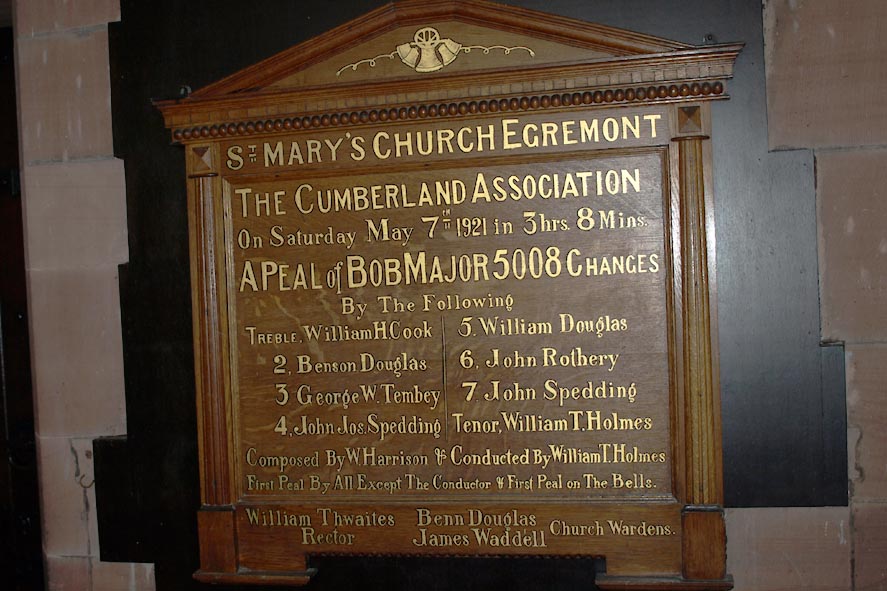 STH MARY'S CHURCH EGREMONT
THE CUMBERLAND ASSOCIATION
On Saturday May 7TH 1921 in 3hrs. 8 Mins.
A PEAL of BOB MAJOR 5008 CHANGES
By The Following
TREBLE, William H. Cook
2, Benson Douglas
3 George W. Tembey
4, John Jos. Spedding
5. William Douglas
6, John Rothery
7 John Spedding
Tenor, William T. Holmes
Composed By W. Harrison & Conducted By William T. Holmes
First Peal By All Except The Conductor & First Peal on The Bells.
William Thwaites
Rector
Benn Douglas
James Waddell
Church Wardens.